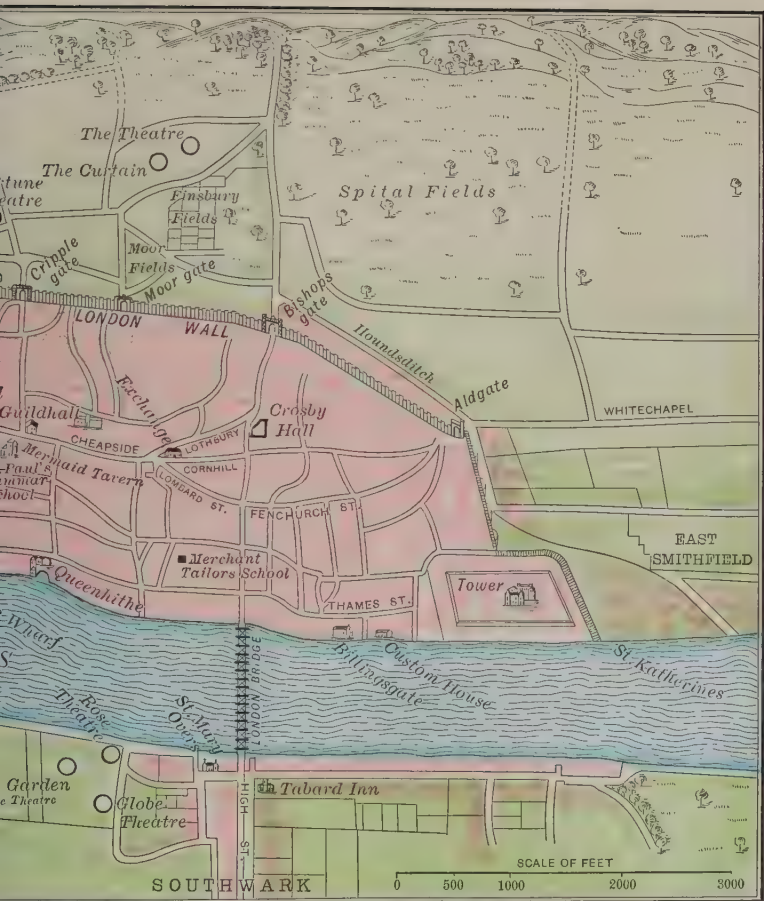 The Theatre
The Curtain
tune
eatre
Finsbury
Fields
Spital Fields
Moor
Fields
Cripple
gate
Moor gate
Bishops
gate
LONDON WALL
Houndsditch
Aldgate
WHITECHAPEL
Exchange
Guildhall
Crosby
Hall
CHEAPSIDE
LOTHBURY
CORNHILL
Mermaid Tavern
Paul's
ammar
chool
LOMBARD ST.
FENCHURCH ST.
EAST
SMITHFIELD
Merchant
Tailors School
Queenhithe
Tower
THAMES ST.
Wharf
S
LONDON BRIDGE
Billingsgate
Custom House
St. Katherines
Rose
Theatre
St. Mary
Overs
Garden
e Theatre
Globe
Theatre
HIGH ST.
Tabard Inn
SOUTHWARK
SCALE OF FEET
0 500 1000 2000 3000